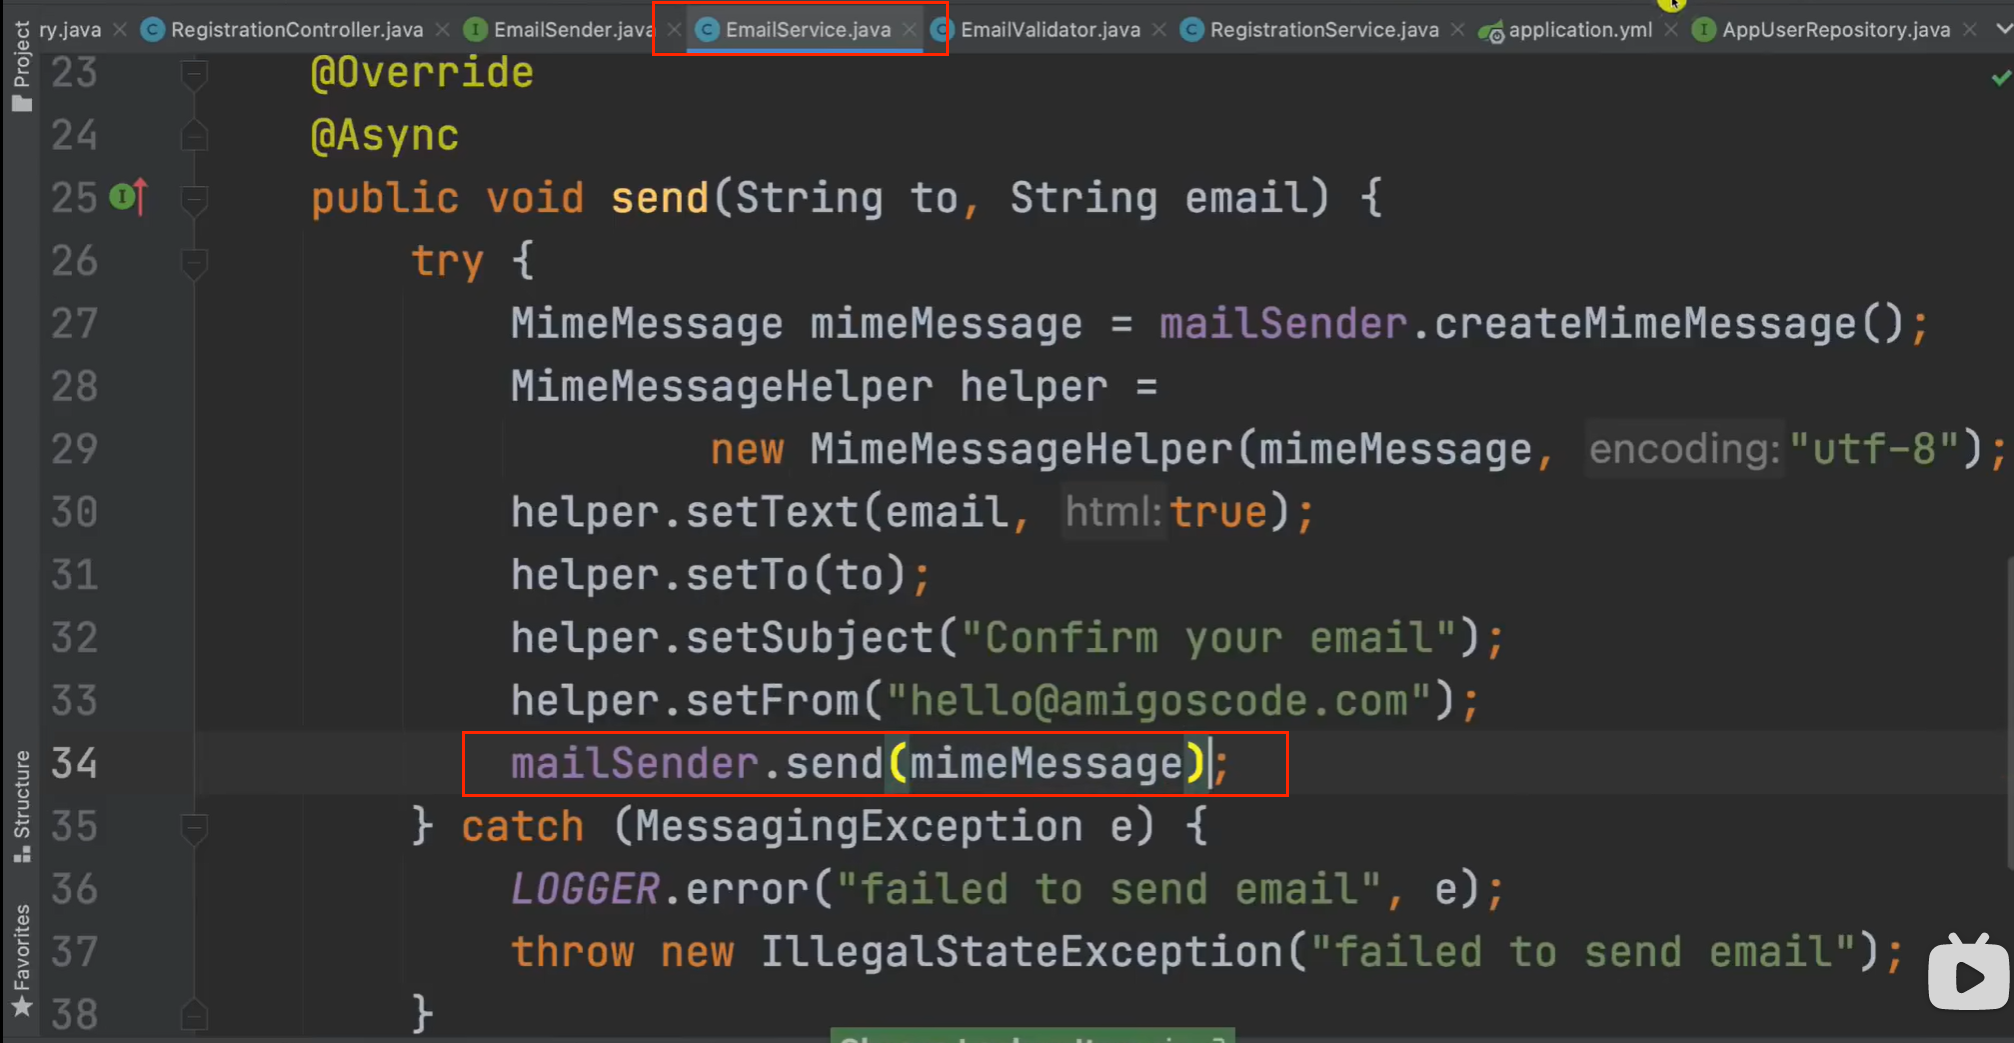 ry.java RegistrationController.java EmailSender.java EmailService.java EmailValidator.java RegistrationService.java application.yml AppUserRepository.java
Project
Structure
Favorites
23 @Override
24 @Async
25 public void send(String to, String email) {
26 try {
27 MimeMessage mimeMessage = mailSender.createMimeMessage();
28 MimeMessageHelper helper =
29 new MimeMessageHelper(mimeMessage, encoding: "utf-8");
30 helper.setText(email, html: true);
31 helper.setTo(to);
32 helper.setSubject("Confirm your email");
33 helper.setFrom("hello@amigoscode.com");
34 mailSender.send(mimeMessage);
35 } catch (MessagingException e) {
36 LOGGER.error("failed to send email", e);
37 throw new IllegalStateException("failed to send email");
38 }